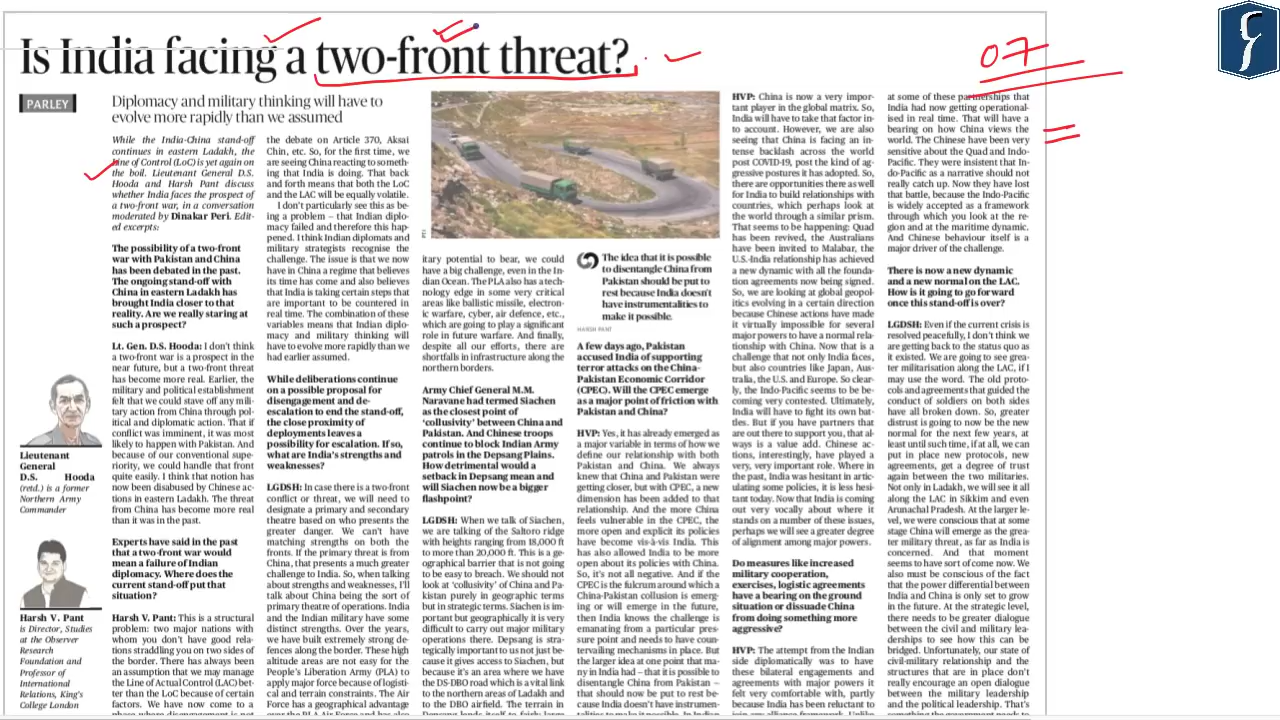 Is India facing a two-front threat?
07
PARLEY
Diplomacy and military thinking will have to
evolve more rapidly than we assumed
While the India-China stand-off
continues in eastern Ladakh, the
Line of Control (LoC) is yet again on
the boil. Lieutenant General D.S.
Hooda and Harsh Pant discuss
whether India faces the prospect of
a two-front war, in a conversation
moderated by Dinakar Peri. Edit-
ed excerpts:
The possibility of a two-front
war with Pakistan and China
has been debated in the past.
The ongoing stand-off with
China in eastern Ladakh has
brought India closer to that
reality. Are we really staring at
such a prospect?
Lt. Gen. D.S. Hooda: I don't think
a two-front war is a prospect in the
near future, but a two-front threat
has become more real. Earlier, the
military and political establishment
felt that we could stave off any mili-
tary action from China through pol-
itical and diplomatic action. That if
conflict was imminent, it was most
likely to happen with Pakistan. And
because of our conventional supe-
riority, we could handle that front
quite easily. I think that notion has
now been disabused by Chinese ac-
tions in eastern Ladakh. The threat
from China has become more real
than it was in the past.
Experts have said in the past
that a two-front war would
mean a failure of Indian
diplomacy. Where does the
current stand-off put that
situation?
Harsh V. Pant: This is a structural
problem: two major nations with
whom you don't have good rela-
tions straddling you on two sides of
the border. There has always been
an assumption that we may manage
the Line of Actual Control (LAC) bet-
ter than the LoC because of certain
factors. We have now come to a
Lieutenant
General
D.S. Hooda
(retd.) is a former
Northern Army
Commander
Harsh V. Pant
is Director, Studies
at the Observer
Research
Foundation and
Professor of
International
Relations, King's
College London
the debate on Article 370, Aksai
Chin, etc. So, for the first time, we
are seeing China reacting to someth-
ing that India is doing. That back
and forth means that both the LoC
and the LAC will be equally volatile.
I don't particularly see this as be-
ing a problem – that Indian diplo-
macy failed and therefore this hap-
pened. I think Indian diplomats and
military strategists recognise the
challenge. The issue is that we now
have in China a regime that believes
its time has come and also believes
that India is taking certain steps that
are important to be countered in
real time. The combination of these
variables means that Indian diplo-
macy and military thinking will
have to evolve more rapidly than we
had earlier assumed.
While deliberations continue
on a possible proposal for
disengagement and de-
escalation to end the stand-off,
the close proximity of
deployments leaves a
possibility for escalation. If so,
what are India's strengths and
weaknesses?
LGDSH: In case there is a two-front
conflict or threat, we will need to
designate a primary and secondary
theatre based on who presents the
greater danger. We can't have
matching strengths on both the
fronts. If the primary threat is from
China, that presents a much greater
challenge to India. So, when talking
about strengths and weaknesses, I'll
talk about China being the sort of
primary theatre of operations. India
and the Indian military have some
distinct strengths. Over the years,
we have built extremely strong de-
fences along the border. These high
altitude areas are not easy for the
People's Liberation Army (PLA) to
apply major force because of logisti-
cal and terrain constraints. The Air
Force has a geographical advantage
PTI
itary potential to bear, we could
have a big challenge, even in the In-
dian Ocean. The PLA also has a tech-
nology edge in some very critical
areas like ballistic missile, electron-
ic warfare, cyber, air defence, etc.,
which are going to play a significant
role in future warfare. And finally,
despite all our efforts, there are
shortfalls in infrastructure along the
northern borders.
Army Chief General M.M.
Naravane had termed Siachen
as the closest point of
'collusivity' between China and
Pakistan. And Chinese troops
continue to block Indian Army
patrols in the Depsang Plains.
How detrimental would a
setback in Depsang mean and
will Siachen now be a bigger
flashpoint?
LGDSH: When we talk of Siachen,
we are talking of the Saltoro ridge
with heights ranging from 18,000 ft
to more than 20,000 ft. This is a ge-
ographical barrier that is not going
to be easy to breach. We should not
look at 'collusivity' of China and Pa-
kistan purely in geographic terms
but in strategic terms. Siachen is im-
portant but geographically it is very
difficult to carry out major military
operations there. Depsang is stra-
tegically important to us not just be-
cause it gives access to Siachen, but
because it's an area where we have
the DS-DBO road which is a vital link
to the northern areas of Ladakh and
the DBO airfield. The terrain in
The idea that it is possible
to disentangle China from
Pakistan should be put to
rest because India doesn't
have instrumentalities to
make it possible.
HARSH PANT
A few days ago, Pakistan
accused India of supporting
terror attacks on the China-
Pakistan Economic Corridor
(CPEC). Will the CPEC emerge
as a major point of friction with
Pakistan and China?
HVP: Yes, it has already emerged as
a major variable in terms of how we
define our relationship with both
Pakistan and China. We always
knew that China and Pakistan were
getting closer, but with CPEC, a new
dimension has been added to that
relationship. And the more China
feels vulnerable in the CPEC, the
more open and explicit its policies
have become vis-à-vis India. This
has also allowed India to be more
open about its policies with China.
So, it's not all negative. And if the
CPEC is the fulcrum around which a
China-Pakistan collusion is emerg-
ing or will emerge in the future,
then India knows the challenge is
emanating from a particular pres-
sure point and needs to have coun-
tervailing mechanisms in place. But
the larger idea at one point that ma-
ny in India had – that it is possible to
disentangle China from Pakistan –
that should now be put to rest be-
cause India doesn't have instrumen-
HVP: China is now a very impor-
tant player in the global matrix. So,
India will have to take that factor in-
to account. However, we are also
seeing that China is facing an in-
tense backlash across the world
post COVID-19, post the kind of ag-
gressive postures it has adopted. So,
there are opportunities there as well
for India to build relationships with
countries, which perhaps look at
the world through a similar prism.
That seems to be happening: Quad
has been revived, the Australians
have been invited to Malabar, the
U.S.-India relationship has achieved
a new dynamic with all the founda-
tion agreements now being signed.
So, we are looking at global geopol-
itics evolving in a certain direction
because Chinese actions have made
it virtually impossible for several
major powers to have a normal rela-
tionship with China. Now that is a
challenge that not only India faces,
but also countries like Japan, Aus-
tralia, the U.S. and Europe. So clear-
ly, the Indo-Pacific seems to be be-
coming very contested. Ultimately,
India will have to fight its own bat-
tles. But if you have partners that
are out there to support you, that al-
ways is a value add. Chinese ac-
tions, interestingly, have played a
very, very important role. Where in
the past, India was hesitant in artic-
ulating some policies, it is less hesi-
tant today. Now that India is coming
out very vocally about where it
stands on a number of these issues,
perhaps we will see a greater degree
of alignment among major powers.
Do measures like increased
military cooperation,
exercises, logistic agreements
have a bearing on the ground
situation or dissuade China
from doing something more
aggressive?
HVP: The attempt from the Indian
side diplomatically was to have
these bilateral engagements and
agreements with major powers it
felt very comfortable with, partly
because India has been reluctant to
at some of these partnerships that
India had now getting operational-
ised in real time. That will have a
bearing on how China views the
world. The Chinese have been very
sensitive about the Quad and Indo-
Pacific. They were insistent that In-
do-Pacific as a narrative should not
really catch up. Now they have lost
that battle, because the Indo-Pacific
is widely accepted as a framework
through which you look at the re-
gion and at the maritime dynamic.
And Chinese behaviour itself is a
major driver of the challenge.
There is now a new dynamic
and a new normal on the LAC.
How is it going to go forward
once this stand-off is over?
LGDSH: Even if the current crisis is
resolved peacefully, I don't think we
are getting back to the status quo as
it existed. We are going to see grea-
ter militarisation along the LAC, if I
may use the word. The old proto-
cols and agreements that guided the
conduct of soldiers on both sides
have all broken down. So, greater
distrust is going to now be the new
normal for the next few years, at
least until such time, if at all, we can
put in place new protocols, new
agreements, get a degree of trust
again between the two militaries.
Not only in Ladakh, we will see it all
along the LAC in Sikkim and even
Arunachal Pradesh. At the larger le-
vel, we were conscious that at some
stage China will emerge as the grea-
ter military threat, as far as India is
concerned. And that moment
seems to have sort of come now. We
also must be conscious of the fact
that the power differential between
India and China is only set to grow
in the future. At the strategic level,
there needs to be greater dialogue
between the civil and military lea-
derships to see how this can be
bridged. Unfortunately, our state of
civil-military relationship and the
structures that are in place don't
really encourage an open dialogue
between the military leadership
and the political leadership. That's